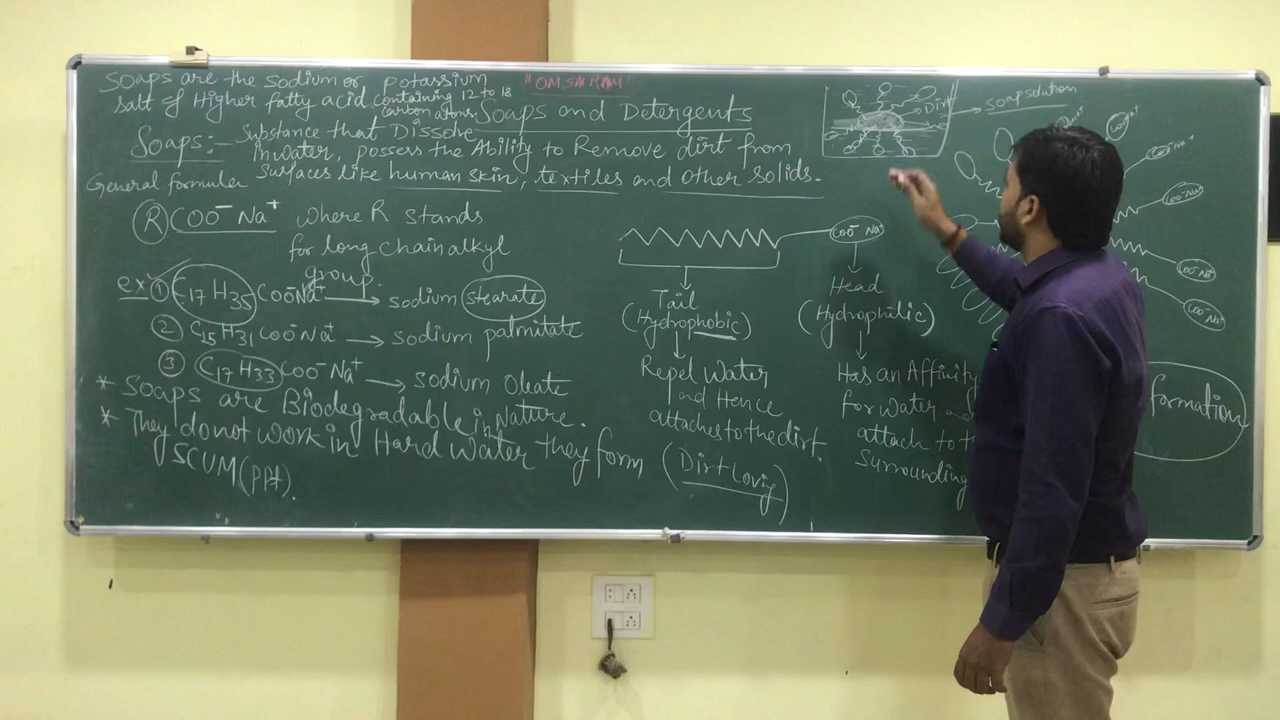 "OM SAI RAM"
Soaps are the sodium or potassium
salt of Higher fatty acid containing 12 to 18
carbon atoms.
Soaps and Detergents
Soaps:- Substance that Dissolve
in water, possess the Ability to Remove dirt from
surfaces like human skin, textiles and other solids.
General formula
R COO⁻ Na⁺ where R stands
for long chain alkyl
group.
ex ① C17 H35 COO⁻Na⁺ → sodium stearate
② C15 H31 COO⁻Na⁺ → sodium palmitate
③ C17 H33 COO⁻Na⁺ → sodium Oleate
* Soaps are Biodegradable in Nature.
* They do not work in Hard Water they form
SCUM (PPt).
COO⁻ Na⁺
Tail
(Hydrophobic)
Repel Water
and Hence
attaches to the dirt.
(Dirt Loving)
Head
(Hydrophilic)
Has an Affinity
for Water and
attach to
Surrounding
Dirt
Soap solution
COO⁻Na⁺
COO⁻Na⁺
COO⁻Na⁺
COO⁻Na⁺
COO⁻Na⁺
formation